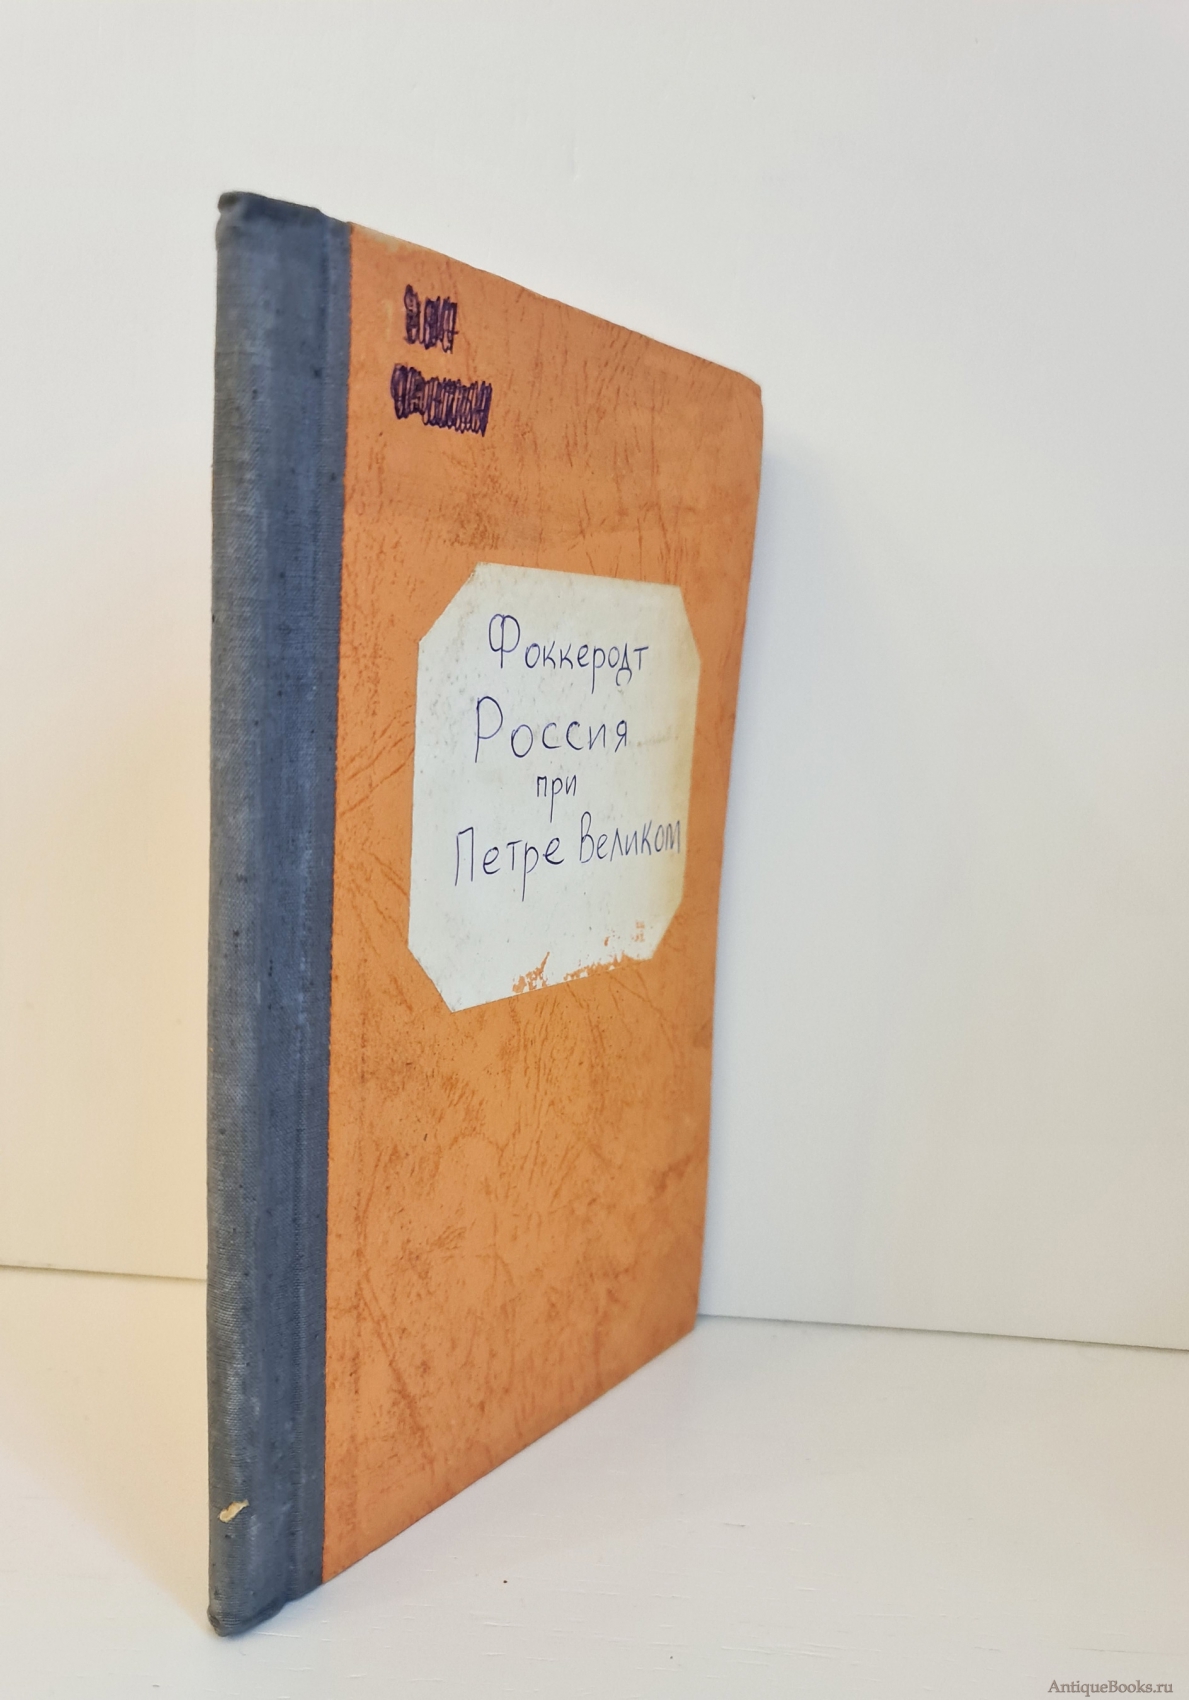 Фоккеродт
Россия
при
Петре Великом
AntiqueBooks.ru